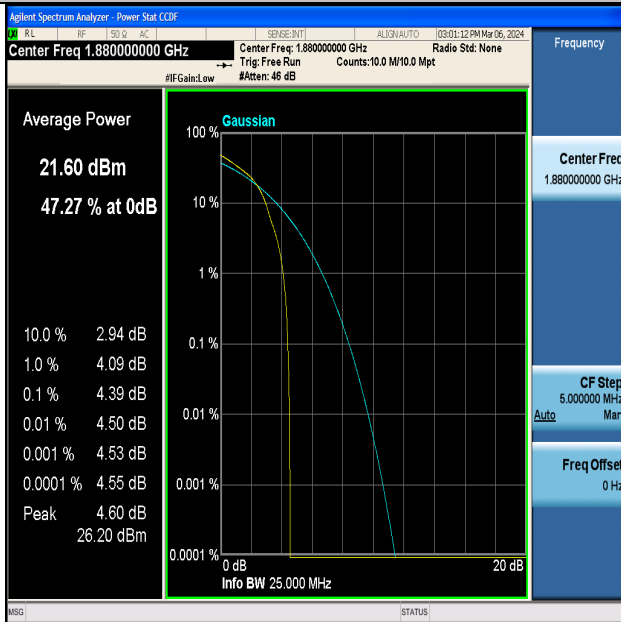 Agilent Spectrum Analyzer - Power Stat CCDF
LXI RL RF 50 Ω AC SENSE:INT ALIGNAUTO 03:01:12 PM Mar 06, 2024
Center Freq 1.880000000 GHz
Center Freq: 1.880000000 GHz Radio Std: None
Trig: Free Run Counts:10.0 M/10.0 Mpt
#IFGain:Low #Atten: 46 dB
Frequency
Average Power
21.60 dBm
47.27 % at 0dB
10.0 % 2.94 dB
1.0 % 4.09 dB
0.1 % 4.39 dB
0.01 % 4.50 dB
0.001 % 4.53 dB
0.0001 % 4.55 dB
Peak 4.60 dB
26.20 dBm
Gaussian
100 %
10 %
1 %
0.1 %
0.01 %
0.001 %
0.0001 %
0 dB 20 dB
Info BW 25.000 MHz
Center Freq
1.880000000 GHz
CF Step
5.000000 MHz
Auto Man
Freq Offset
0 Hz
MSG STATUS